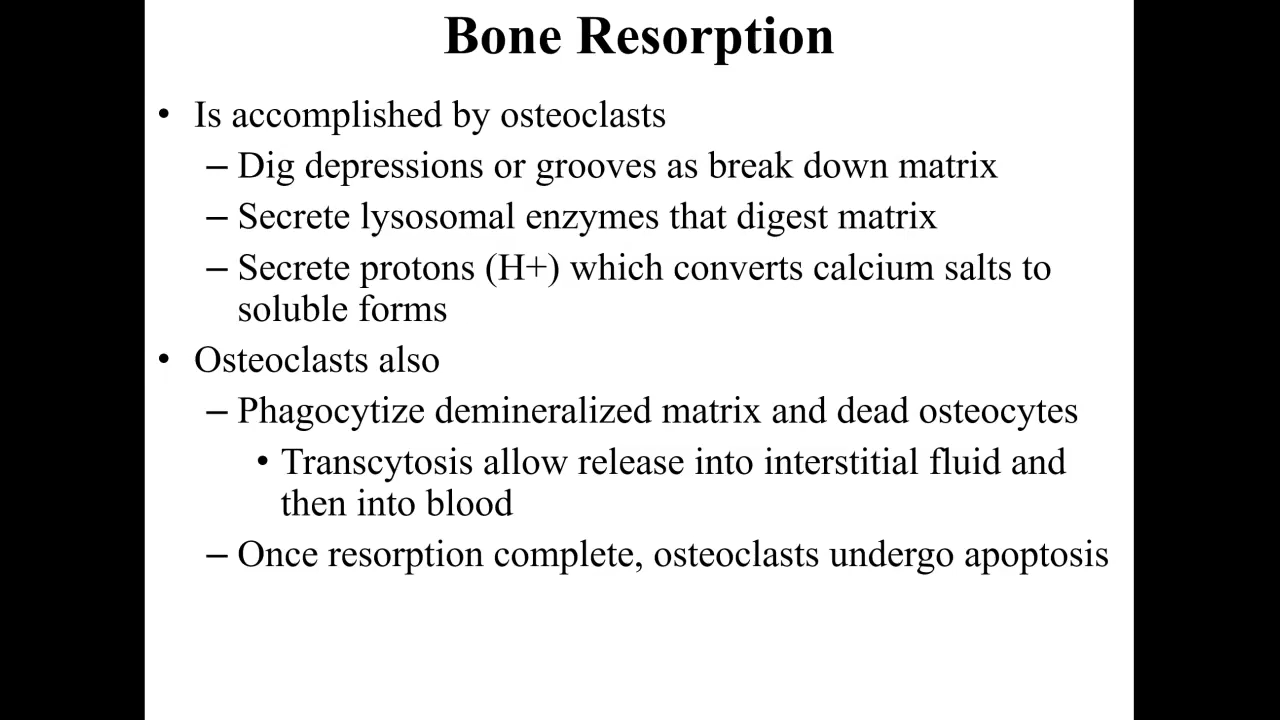 Bone Resorption
• Is accomplished by osteoclasts
– Dig depressions or grooves as break down matrix
– Secrete lysosomal enzymes that digest matrix
– Secrete protons (H+) which converts calcium salts to
soluble forms
• Osteoclasts also
– Phagocytize demineralized matrix and dead osteocytes
• Transcytosis allow release into interstitial fluid and
then into blood
– Once resorption complete, osteoclasts undergo apoptosis